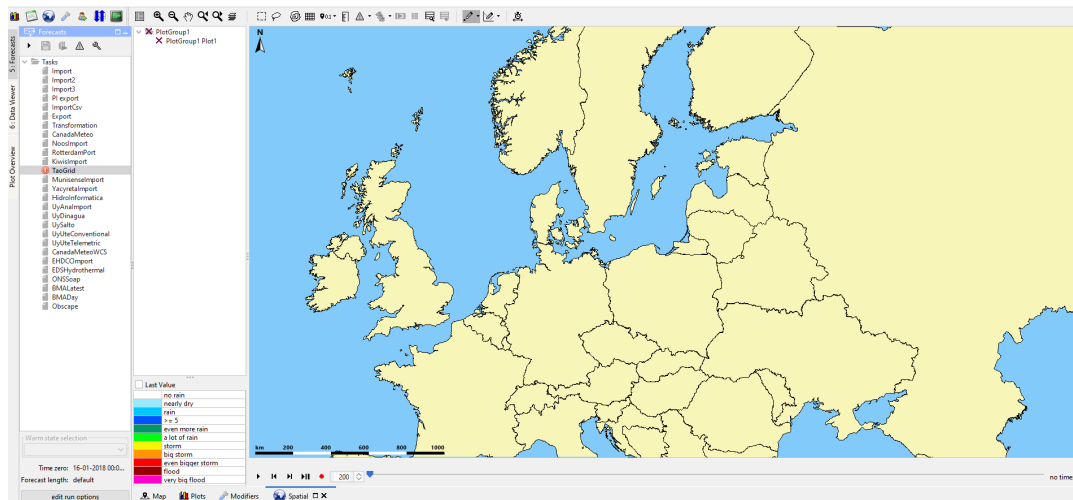 5 : Forecasts
6 : Data Viewer
Plot Overview
Forecasts
Tasks
Import
Import2
Import3
PI export
ImportCsv
Export
Transformation
CanadaMeteo
NoosImport
RotterdamPort
KiwisImport
TaoGrid
MunisenseImport
YacyretaImport
HidroInformatica
UyAnaImport
UyDinagua
UySalto
UyUteConventional
UyUteTelemetric
CanadaMeteoWCS
EHDCOImport
EDSHydrothermal
ONSSoap
BMALatest
BMADay
Obscape
Warm state selection
Time zero: 16-01-2018 00:0...
Forecast length: default
edit run options
PlotGroup1
PlotGroup1 Plot1
Last Value
no rain
nearly dry
rain
>= 5
even more rain
a lot of rain
storm
big storm
even bigger storm
flood
very big flood
N
km 200 400 600 800 1000
200
no time
Map
Plots
Modifiers
Spatial